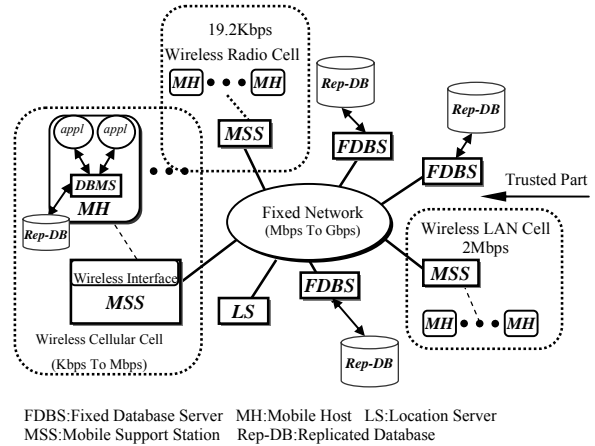 19.2Kbps
Wireless Radio Cell
MH MH
MSS
Rep-DB
FDBS
Rep-DB
FDBS
appl appl
DBMS
MH
Rep-DB
Wireless Interface
MSS
Wireless Cellular Cell
(Kbps To Mbps)
Fixed Network
(Mbps To Gbps)
LS
FDBS
Rep-DB
Trusted Part
Wireless LAN Cell
2Mbps
MSS
MH MH
FDBS:Fixed Database Server MH:Mobile Host LS:Location Server
MSS:Mobile Support Station Rep-DB:Replicated Database